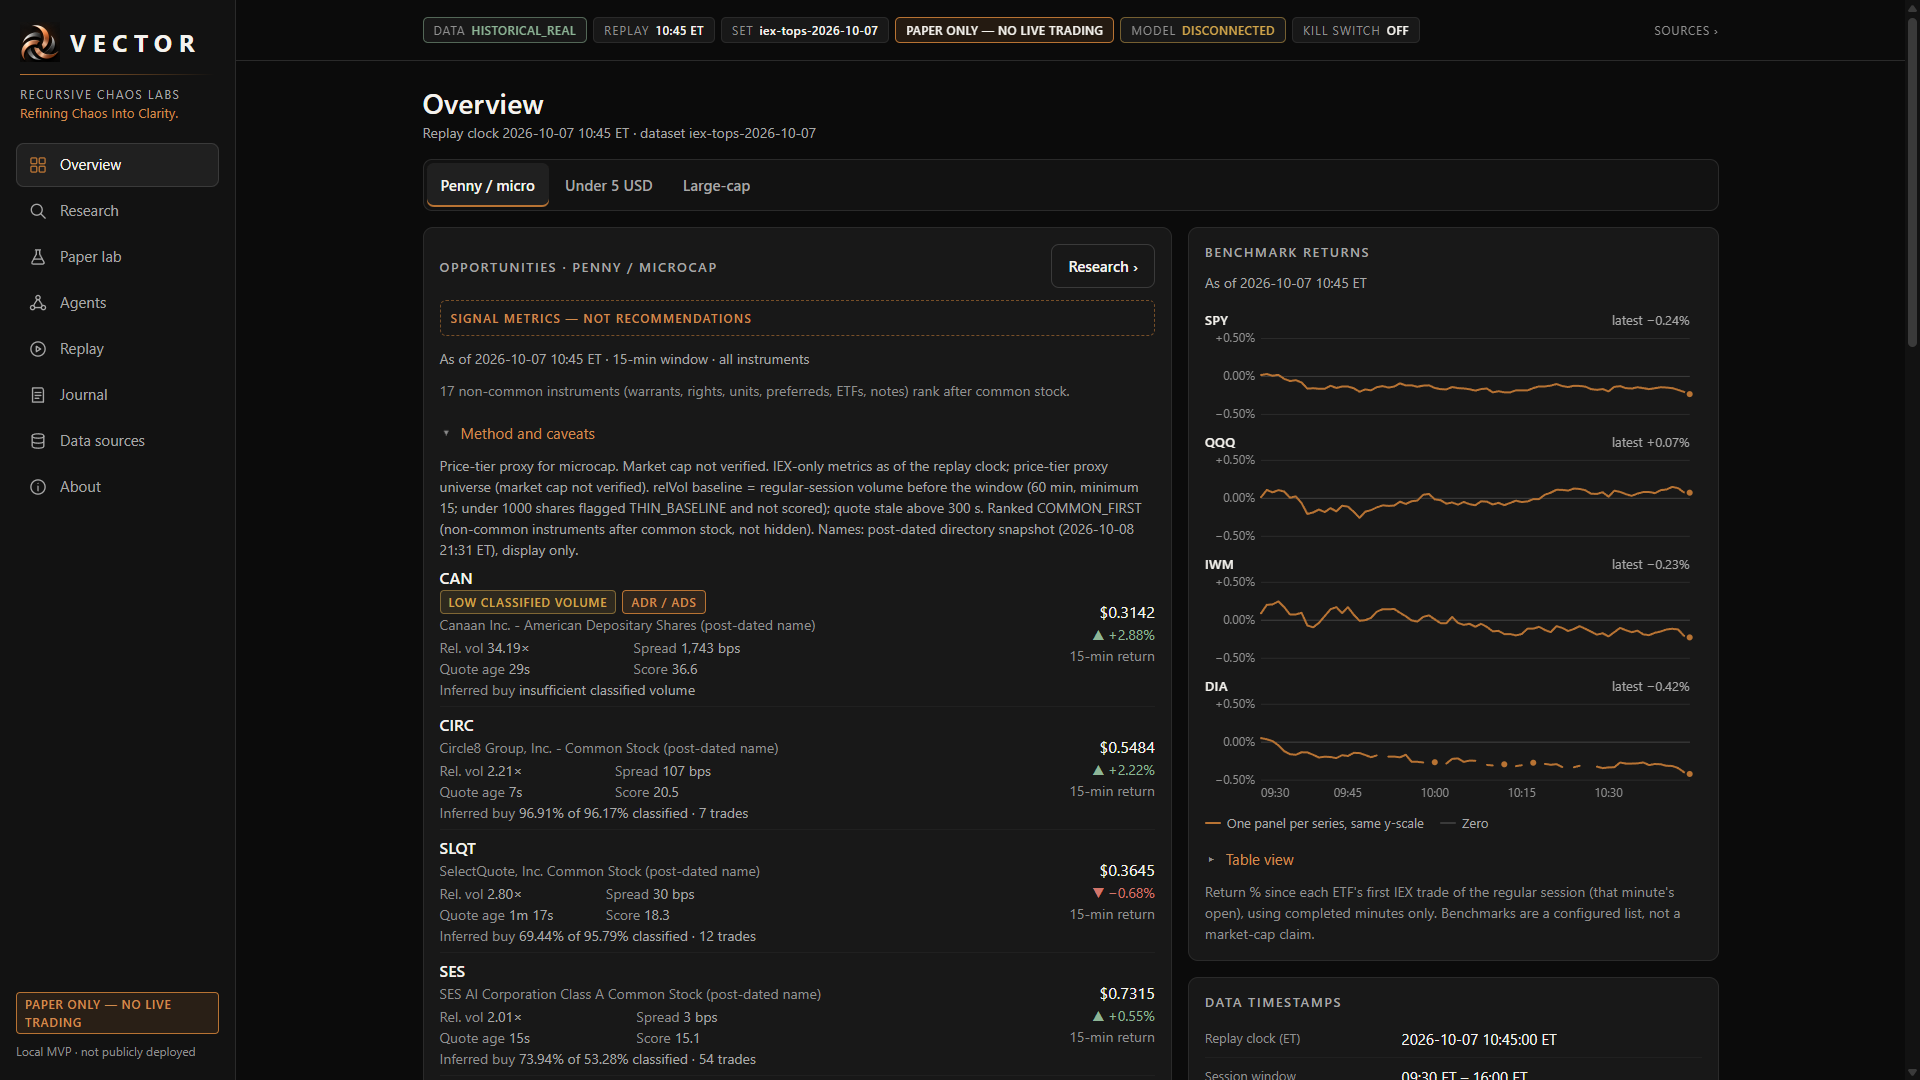 VECTOR
RECURSIVE CHAOS LABS
Refining Chaos Into Clarity.
Overview
Research
Paper lab
Agents
Replay
Journal
Data sources
About
PAPER ONLY — NO LIVE
TRADING
Local MVP · not publicly deployed
DATA HISTORICAL_REAL
REPLAY 10:45 ET
SET iex-tops-2026-10-07
PAPER ONLY — NO LIVE TRADING
MODEL DISCONNECTED
KILL SWITCH OFF
SOURCES ›
Overview
Replay clock 2026-10-07 10:45 ET · dataset iex-tops-2026-10-07
Penny / micro
Under 5 USD
Large-cap
OPPORTUNITIES · PENNY / MICROCAP
Research ›
SIGNAL METRICS — NOT RECOMMENDATIONS
As of 2026-10-07 10:45 ET · 15-min window · all instruments
17 non-common instruments (warrants, rights, units, preferreds, ETFs, notes) rank after common stock.
Method and caveats
Price-tier proxy for microcap. Market cap not verified. IEX-only metrics as of the replay clock; price-tier proxy
universe (market cap not verified). relVol baseline = regular-session volume before the window (60 min, minimum
15; under 1000 shares flagged THIN_BASELINE and not scored); quote stale above 300 s. Ranked COMMON_FIRST
(non-common instruments after common stock, not hidden). Names: post-dated directory snapshot (2026-10-08
21:31 ET), display only.
CAN
LOW CLASSIFIED VOLUME
ADR / ADS
Canaan Inc. - American Depositary Shares (post-dated name)
Rel. vol 34.19×
Spread 1,743 bps
Quote age 29s
Score 36.6
Inferred buy insufficient classified volume
$0.3142
▲ +2.88%
15-min return
CIRC
Circle8 Group, Inc. - Common Stock (post-dated name)
Rel. vol 2.21×
Spread 107 bps
Quote age 7s
Score 20.5
Inferred buy 96.91% of 96.17% classified · 7 trades
$0.5484
▲ +2.22%
15-min return
SLQT
SelectQuote, Inc. Common Stock (post-dated name)
Rel. vol 2.80×
Spread 30 bps
Quote age 1m 17s
Score 18.3
Inferred buy 69.44% of 95.79% classified · 12 trades
$0.3645
▼ −0.68%
15-min return
SES
SES AI Corporation Class A Common Stock (post-dated name)
Rel. vol 2.01×
Spread 3 bps
Quote age 15s
Score 15.1
Inferred buy 73.94% of 53.28% classified · 54 trades
$0.7315
▲ +0.55%
15-min return
BENCHMARK RETURNS
As of 2026-10-07 10:45 ET
SPY
latest −0.24%
+0.50%
0.00%
−0.50%
QQQ
latest +0.07%
+0.50%
0.00%
−0.50%
IWM
latest −0.23%
+0.50%
0.00%
−0.50%
DIA
latest −0.42%
+0.50%
0.00%
−0.50%
09:30 09:45 10:00 10:15 10:30
One panel per series, same y-scale
Zero
Table view
Return % since each ETF's first IEX trade of the regular session (that minute's
open), using completed minutes only. Benchmarks are a configured list, not a
market-cap claim.
DATA TIMESTAMPS
Replay clock (ET)
2026-10-07 10:45:00 ET
Session window
09:30 ET – 16:00 ET